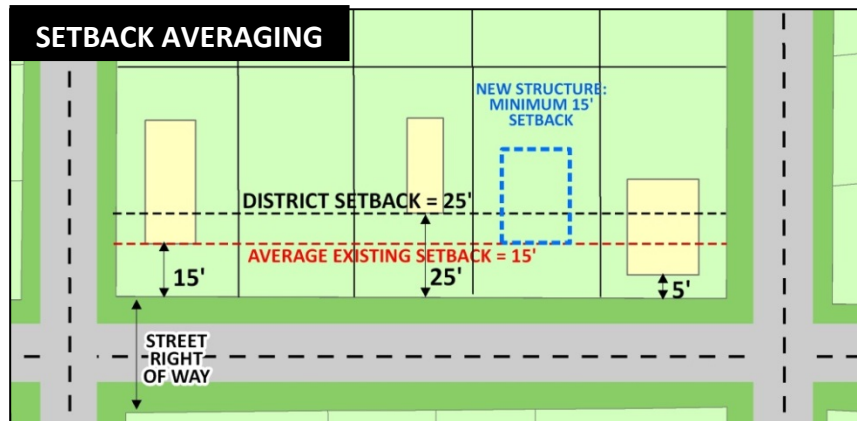 SETBACK AVERAGING
NEW STRUCTURE:
MINIMUM 15'
SETBACK
DISTRICT SETBACK = 25'
AVERAGE EXISTING SETBACK = 15'
15'
25'
5'
STREET
RIGHT
OF WAY